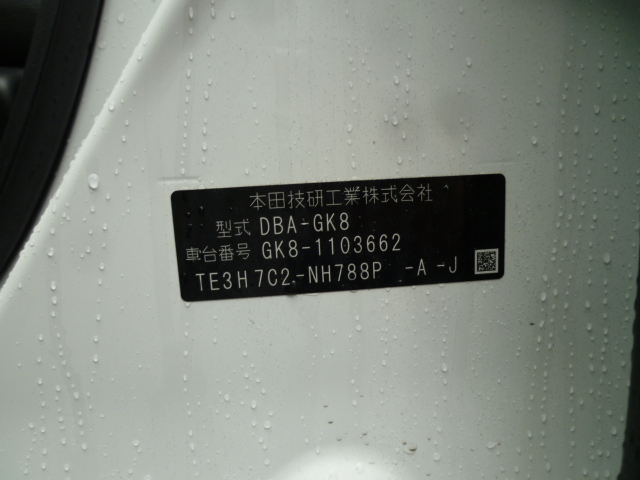 本田技研工業株式会社
型式 DBA-GK8
車台番号 GK8-1103662
TE3H7C2-NH788P -A -J